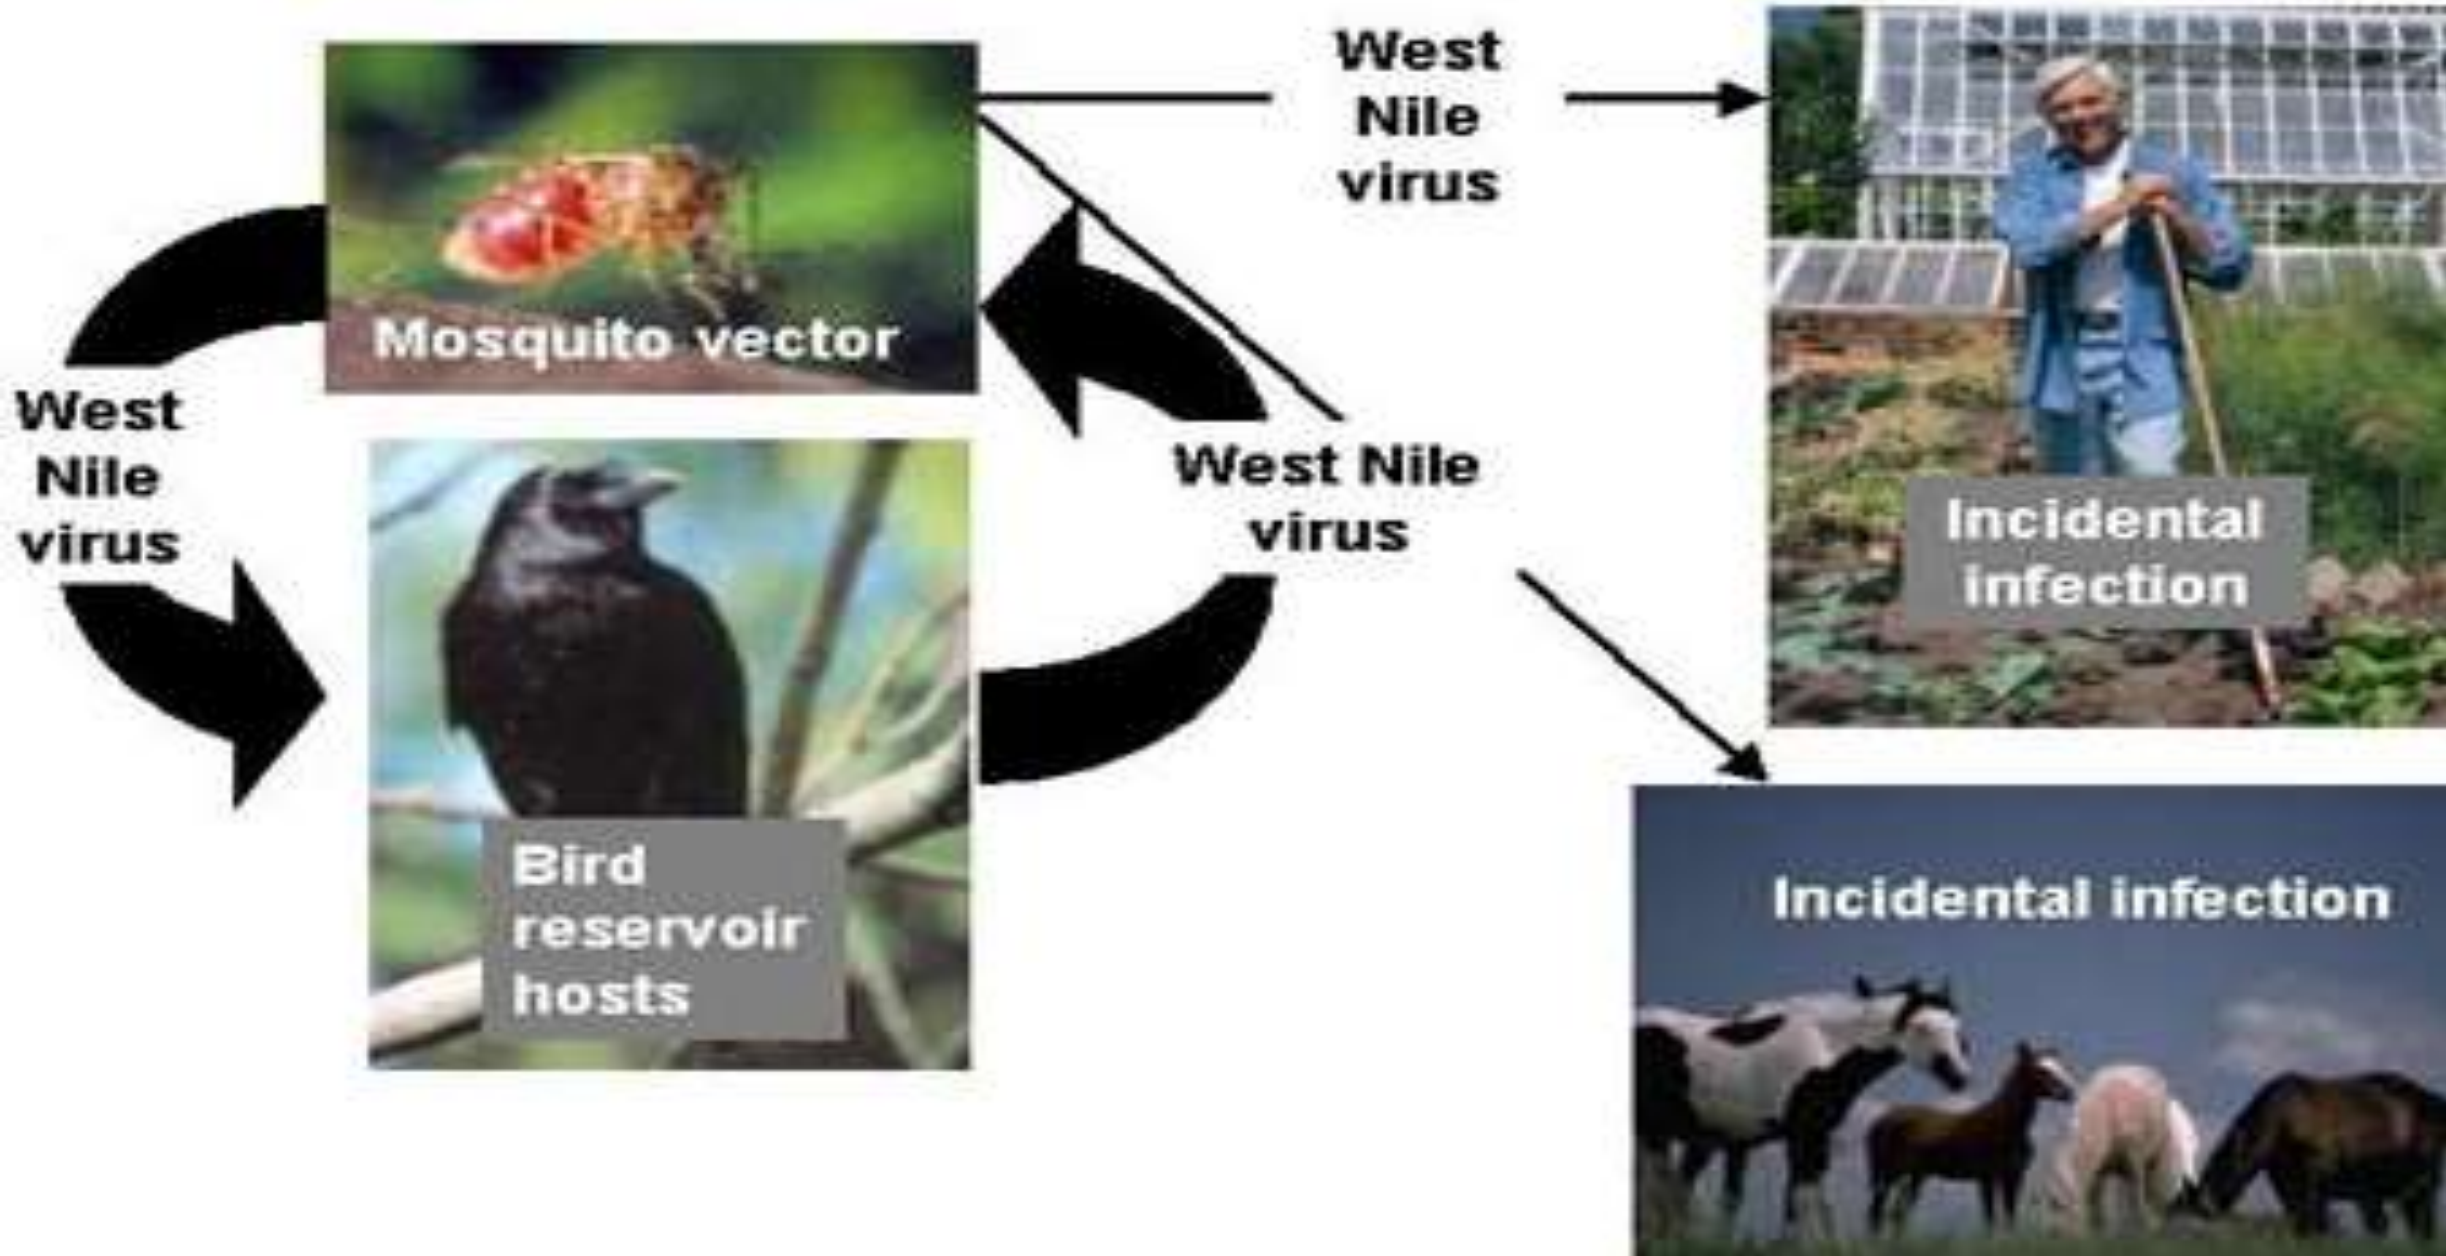 West
Nile
virus
Mosquito vector
West
Nile
virus
West Nile
virus
Incidental
infection
Bird
reservoir
hosts
Incidental infection